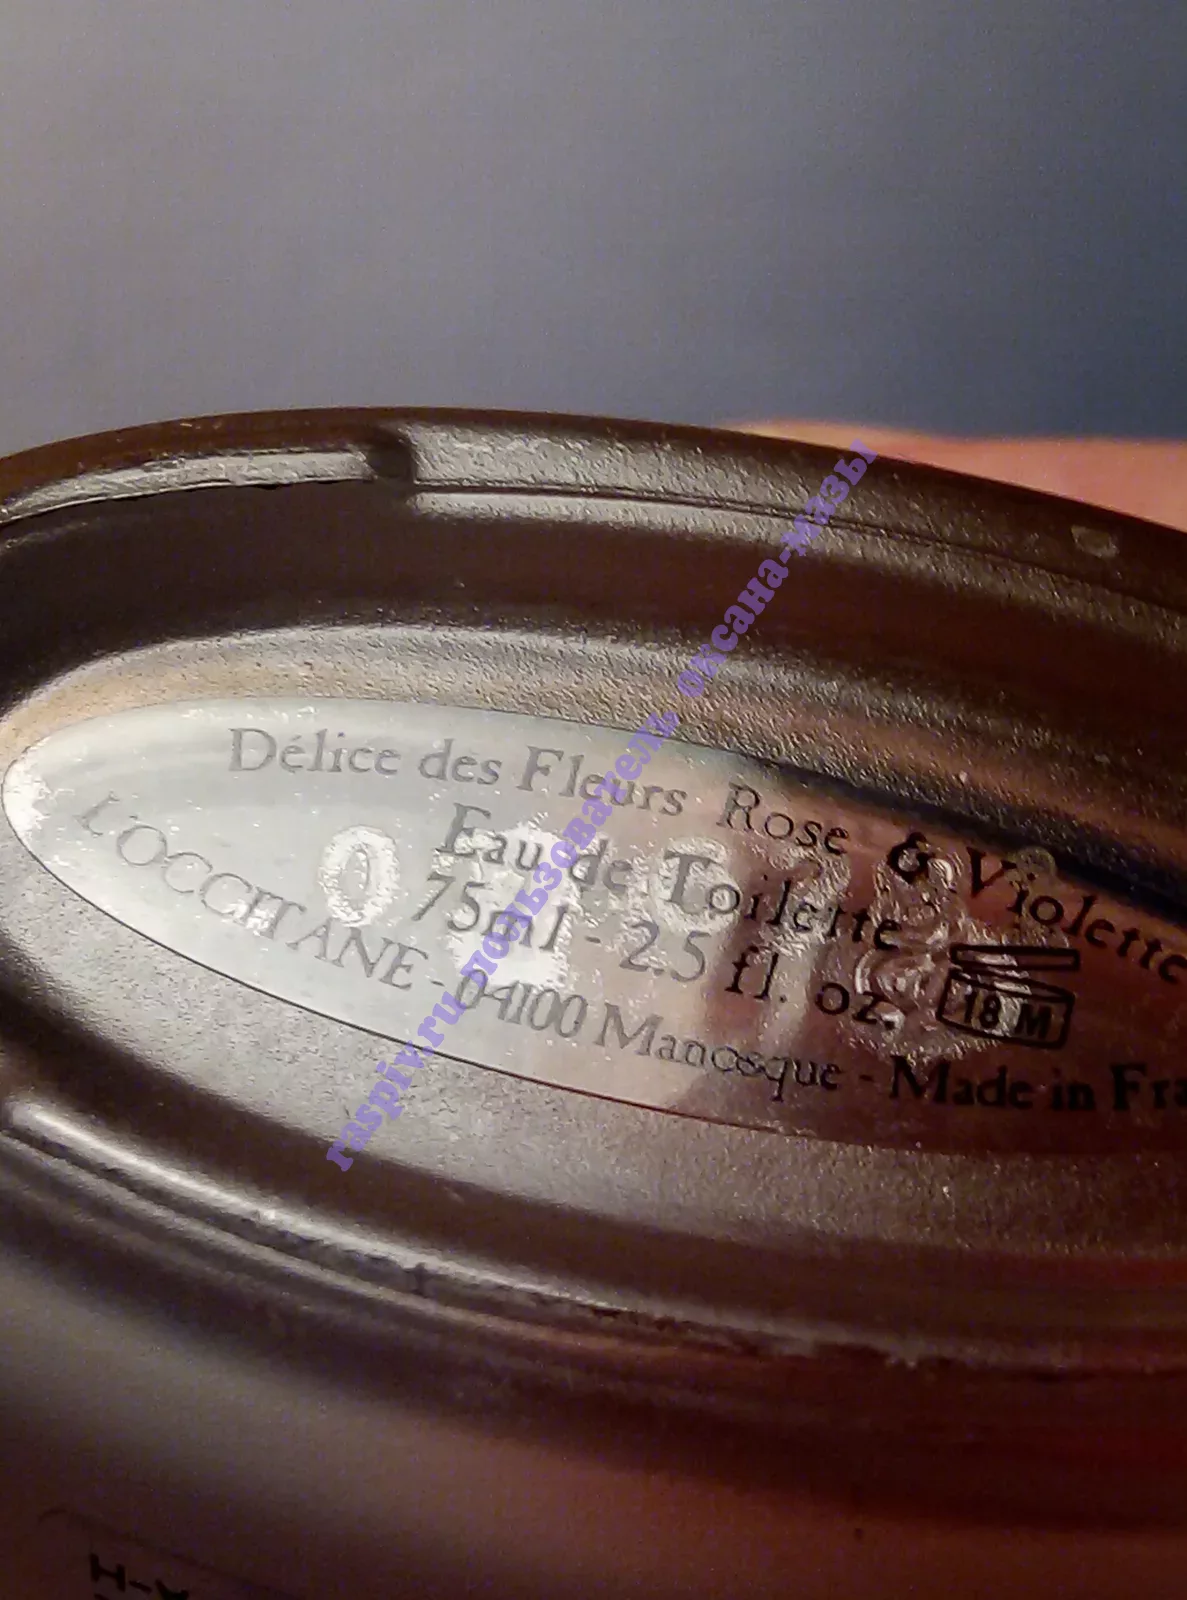 Délice des Fleurs Rose & Violette
Eau de Toilette
75ml - 2.5 fl. oz.
18 M
L'OCCITANE - 04100 Manosque - Made in Fra
raspiv.ru пользователь оксана-мазы